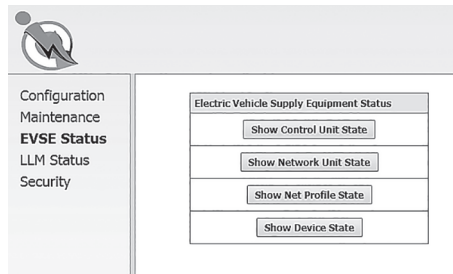 Configuration
Maintenance
EVSE Status
LLM Status
Security
Electric Vehicle Supply Equipment Status
Show Control Unit State
Show Network Unit State
Show Net Profile State
Show Device State